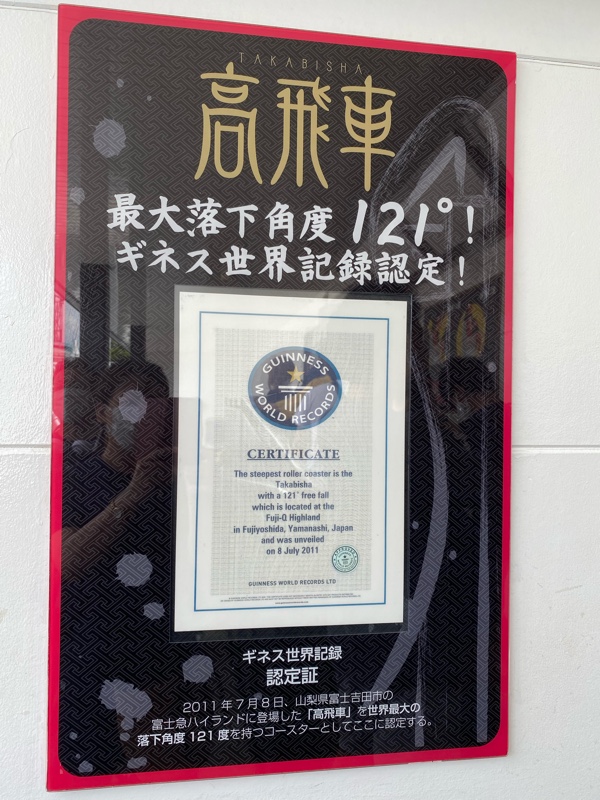 TAKABISHA
高飛車
最大落下角度121°!
ギネス世界記録認定!
GUINNESS
WORLD RECORDS
CERTIFICATE
The steepest roller coaster is the
Takabisha
with a 121° free fall
which is located at the
Fuji-Q Highland
in Fujiyoshida, Yamanashi, Japan
and was unveiled
on 8 July 2011
GUINNESS WORLD RECORDS LTD
ギネス世界記録
認定証
2011年7月8日、山梨県富士吉田市の
富士急ハイランドに登場した「高飛車」を世界最大の
落下角度121度を持つコースターとしてここに認定する。